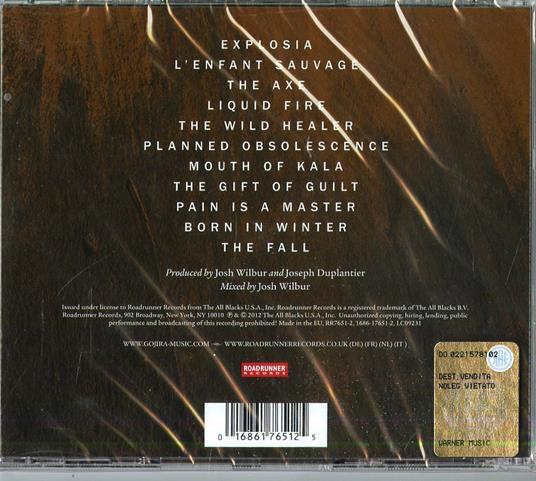 EXPLOSIA
L'ENFANT SAUVAGE
THE AXE
LIQUID FIRE
THE WILD HEALER
PLANNED OBSOLESCENCE
MOUTH OF KALA
THE GIFT OF GUILT
PAIN IS A MASTER
BORN IN WINTER
THE FALL
Produced by Josh Wilbur and Joseph Duplantier
Mixed by Josh Wilbur
Issued under license to Roadrunner Records from The All Blacks U.S.A., Inc. Roadrunner Records is a registered trademark of The All Blacks B.V.
Roadrunner Records, 902 Broadway, New York, NY 10010 ℗ & © 2012 The All Blacks U.S.A., Inc. Unauthorized copying, hiring, lending, public
performance and broadcasting of this recording prohibited! Made in the EU, RR7651-2, 1686-17651-2, LC09231
WWW.GOJIRA-MUSIC.COM WWW.ROADRUNNERRECORDS.CO.UK (DE) (FR) (NL) (IT)
ROADRUNNER
RECORDS
0 16861 76512 5
DO 0221578102
DEST.VENDITA
NOLEG VIETATO
WARNER MUSIC